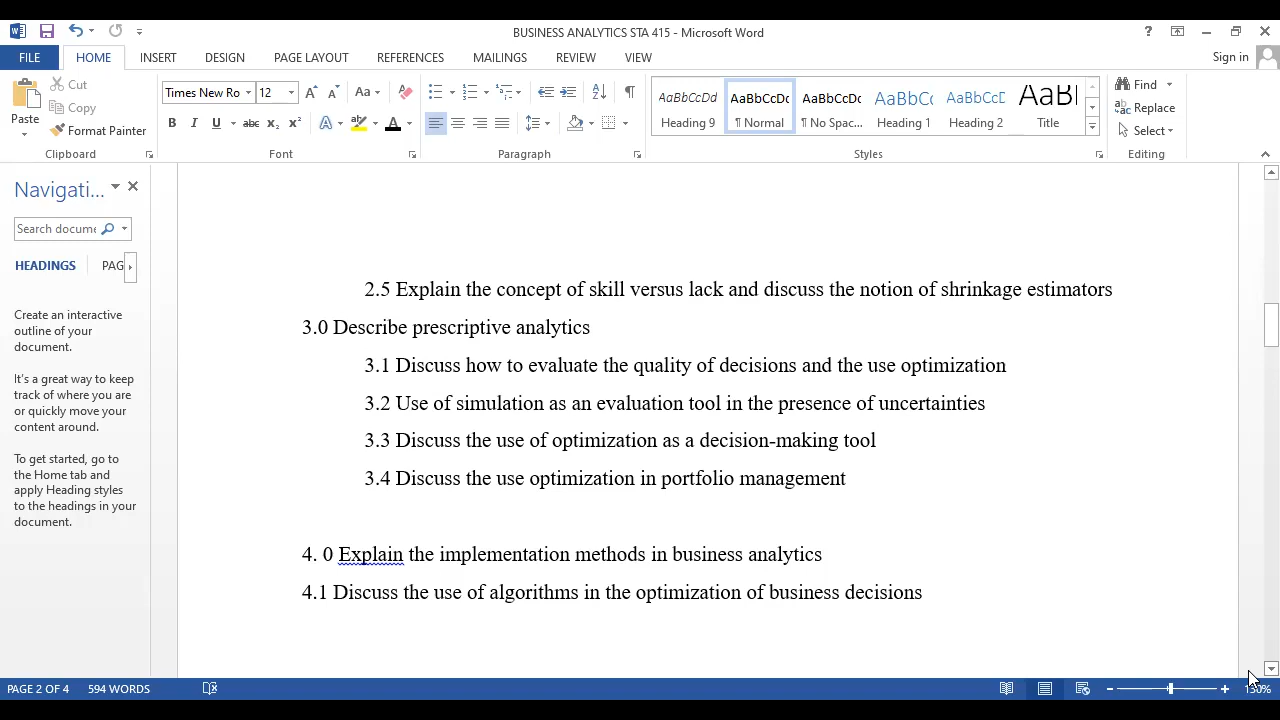 BUSINESS ANALYTICS STA 415 - Microsoft Word
FILE HOME INSERT DESIGN PAGE LAYOUT REFERENCES MAILINGS REVIEW VIEW Sign in
Paste
Cut
Copy
Format Painter
Clipboard
Times New Ro 12
Font
Paragraph
AaBbCcDd AaBbCcDc AaBbCcDc AaBbCc AaBbCcD AaB
Heading 9 ¶ Normal ¶ No Spac... Heading 1 Heading 2 Title
Styles
Find
Replace
Select
Editing
Navigati...
Search docume
HEADINGS PAG
Create an interactive
outline of your
document.
It's a great way to keep
track of where you are
or quickly move your
content around.
To get started, go to
the Home tab and
apply Heading styles
to the headings in your
document.
2.5 Explain the concept of skill versus lack and discuss the notion of shrinkage estimators
3.0 Describe prescriptive analytics
3.1 Discuss how to evaluate the quality of decisions and the use optimization
3.2 Use of simulation as an evaluation tool in the presence of uncertainties
3.3 Discuss the use of optimization as a decision-making tool
3.4 Discuss the use optimization in portfolio management
4. 0 Explain the implementation methods in business analytics
4.1 Discuss the use of algorithms in the optimization of business decisions
PAGE 2 OF 4 594 WORDS 130%